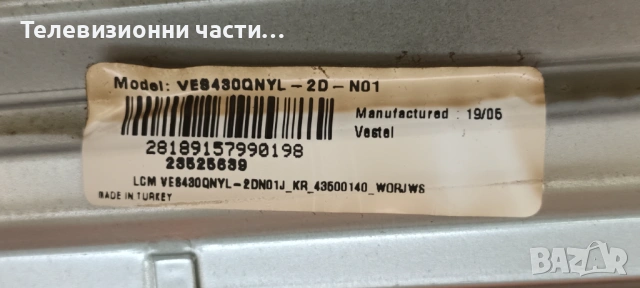 Телевизионни части...
Model: VES430QNYL-2D-N01
Manufactured : 19/05
Vestel
28189157990198
23525639
LCM VES430QNYL-2DN01J_KR_43500140_WORJWS
MADE IN TURKEY
BAZAR
bg